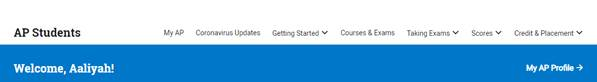 AP Students My AP Coronavirus Updates Getting Started Courses & Exams Taking Exams Scores Credit & Placement
Welcome, Aaliyah! My AP Profile →